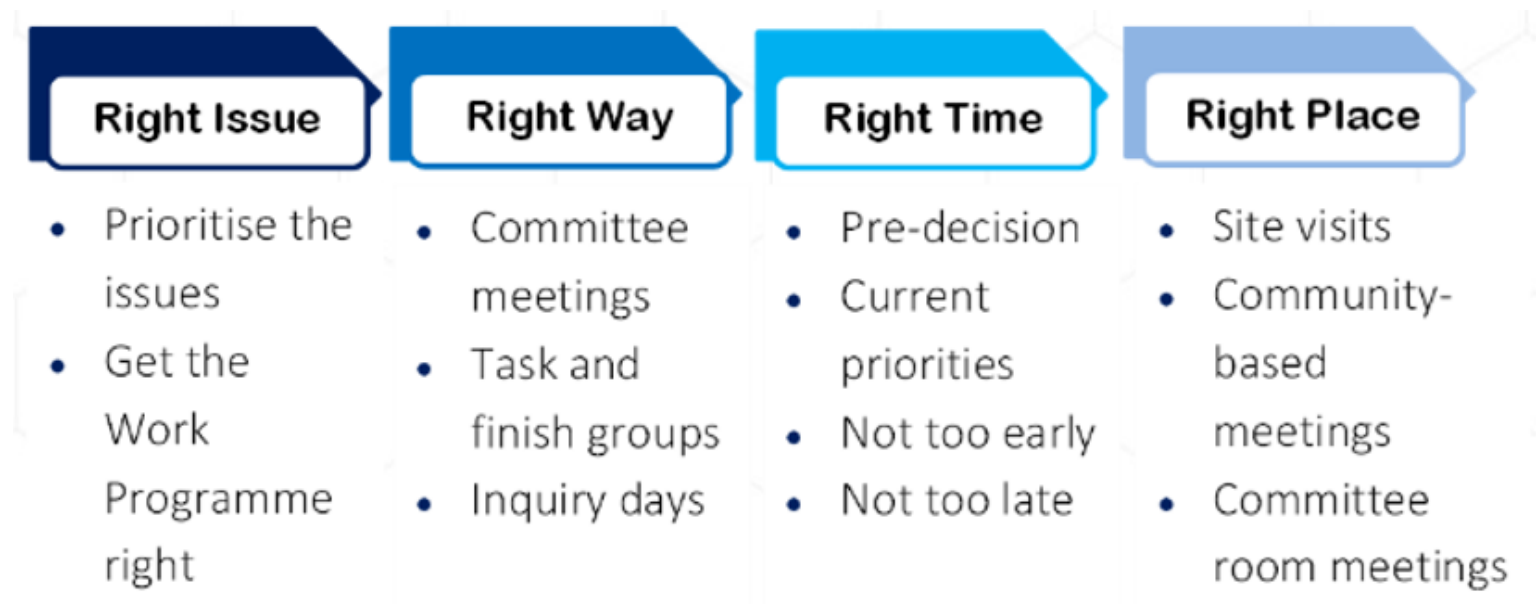 Right Issue
Prioritise the
issues
Get the
Work
Programme
right
Right Way
Committee
meetings
Task and
finish groups
Inquiry days
Right Time
Pre-decision
Current
priorities
Not too early
Not too late
Right Place
Site visits
Community-
based
meetings
Committee
room meetings